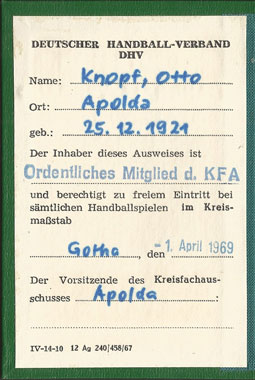 DEUTSCHER HANDBALL-VERBAND
DHV
Name: Knopf, Otto
Ort: Apolda
geb.: 25. 12. 1921
Der Inhaber dieses Ausweises ist
Ordentliches Mitglied d. KFA
und berechtigt zu freiem Eintritt bei
sämtlichen Handballspielen im Kreis-
maßstab
Gotha, den -1. April 1969
Der Vorsitzende des Kreisfachaus-
schusses Apolda:
IV-14-10 12 Ag 240/458/67